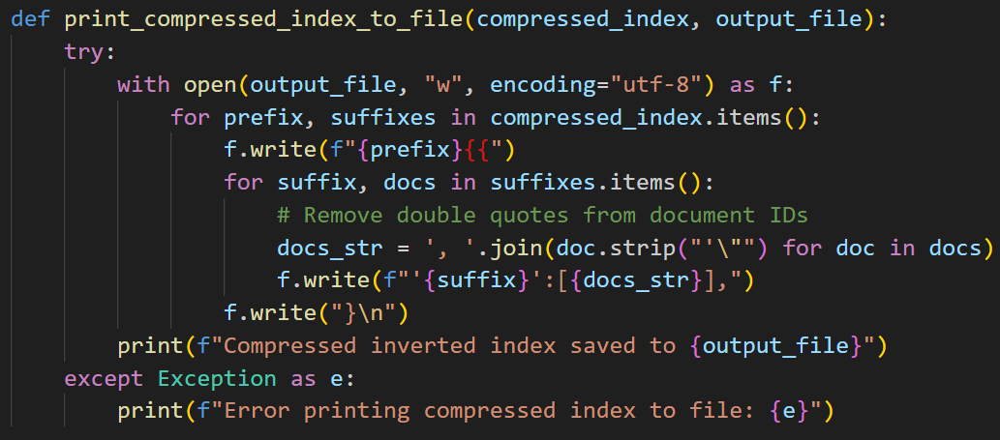 def print_compressed_index_to_file(compressed_index, output_file):
    try:
        with open(output_file, "w", encoding="utf-8") as f:
            for prefix, suffixes in compressed_index.items():
                f.write(f"{prefix}{{")
                for suffix, docs in suffixes.items():
                    # Remove double quotes from document IDs
                    docs_str = ', '.join(doc.strip("'\"") for doc in docs)
                    f.write(f"'{suffix}':[{docs_str}],")
                f.write("}\n")
        print(f"Compressed inverted index saved to {output_file}")
    except Exception as e:
        print(f"Error printing compressed index to file: {e}")